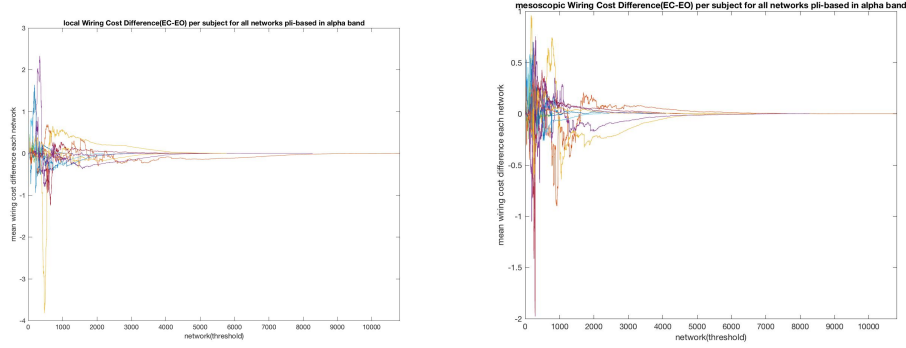 local Wiring Cost Difference(EC-EO) per subject for all networks pli-based in alpha band
3
2
1
0
-1
-2
-3
-4
mean wiring cost difference each network
0 1000 2000 3000 4000 5000 6000 7000 8000 9000 10000
network(threshold)
mesoscopic Wiring Cost Difference(EC-EO) per subject for all networks pli-based in alpha band
1
0.5
0
-0.5
-1
-1.5
-2
mean wiring cost difference each network
0 1000 2000 3000 4000 5000 6000 7000 8000 9000 10000
network(threshold)